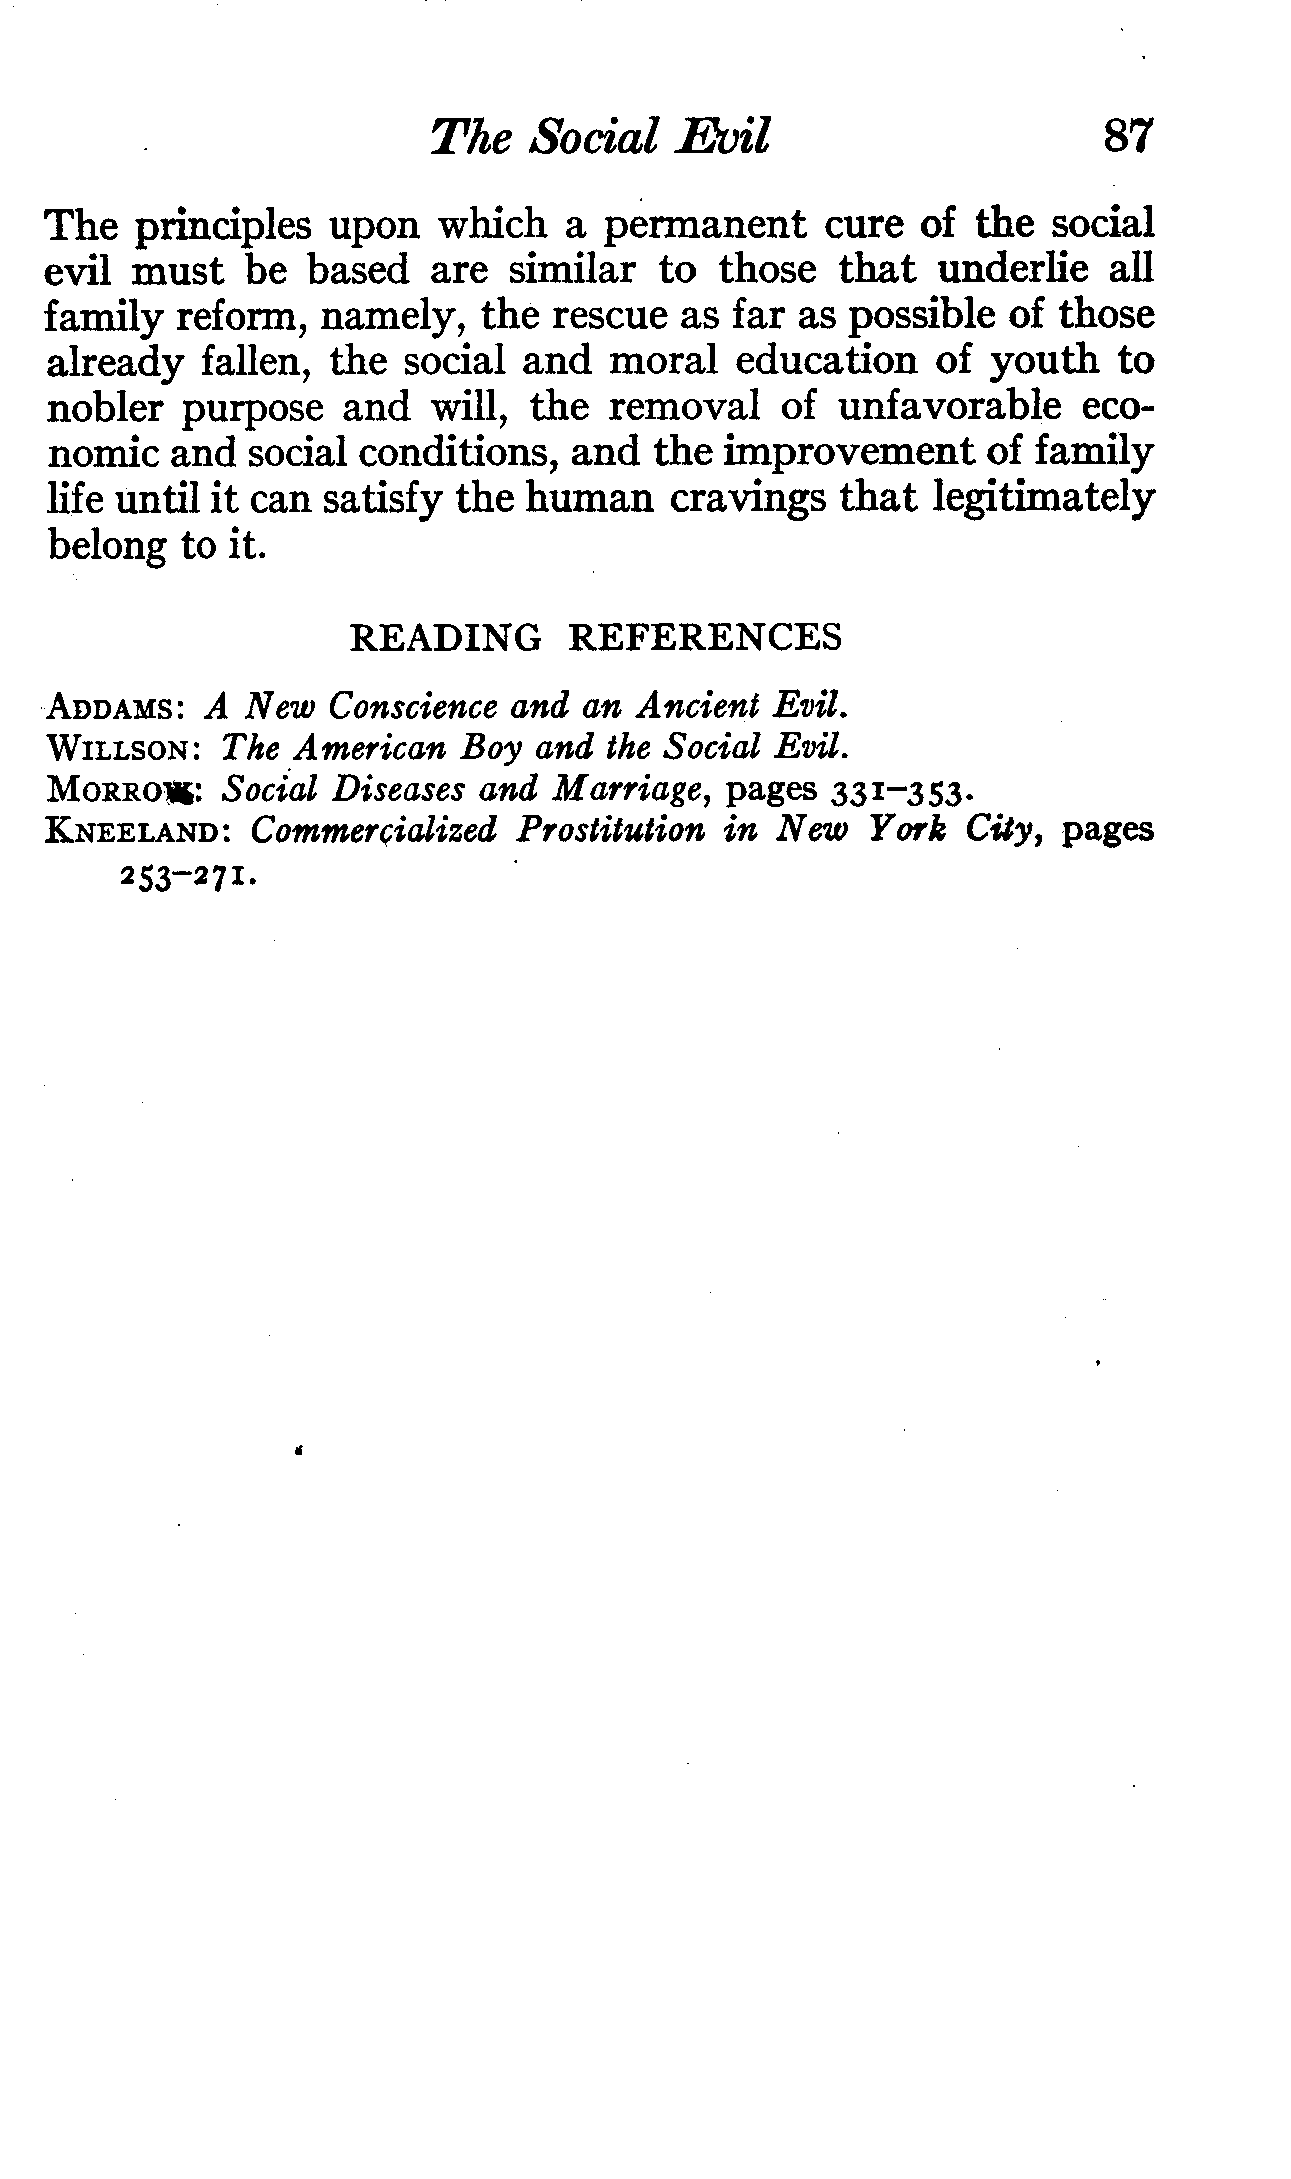 The Social Evil 87
The principles upon which a permanent cure of the social
evil must be based are similar to those that underlie all
family reform, namely, the rescue as far as possible of those
already fallen, the social and moral education of youth to
nobler purpose and will, the removal of unfavorable eco-
nomic and social conditions, and the improvement of family
life until it can satisfy the human cravings that legitimately
belong to it.
READING REFERENCES
ADDAMS: A New Conscience and an Ancient Evil.
WILLSON: The American Boy and the Social Evil.
MORROW: Social Diseases and Marriage, pages 331–353.
KNEELAND: Commercialized Prostitution in New York City, pages
253–271.